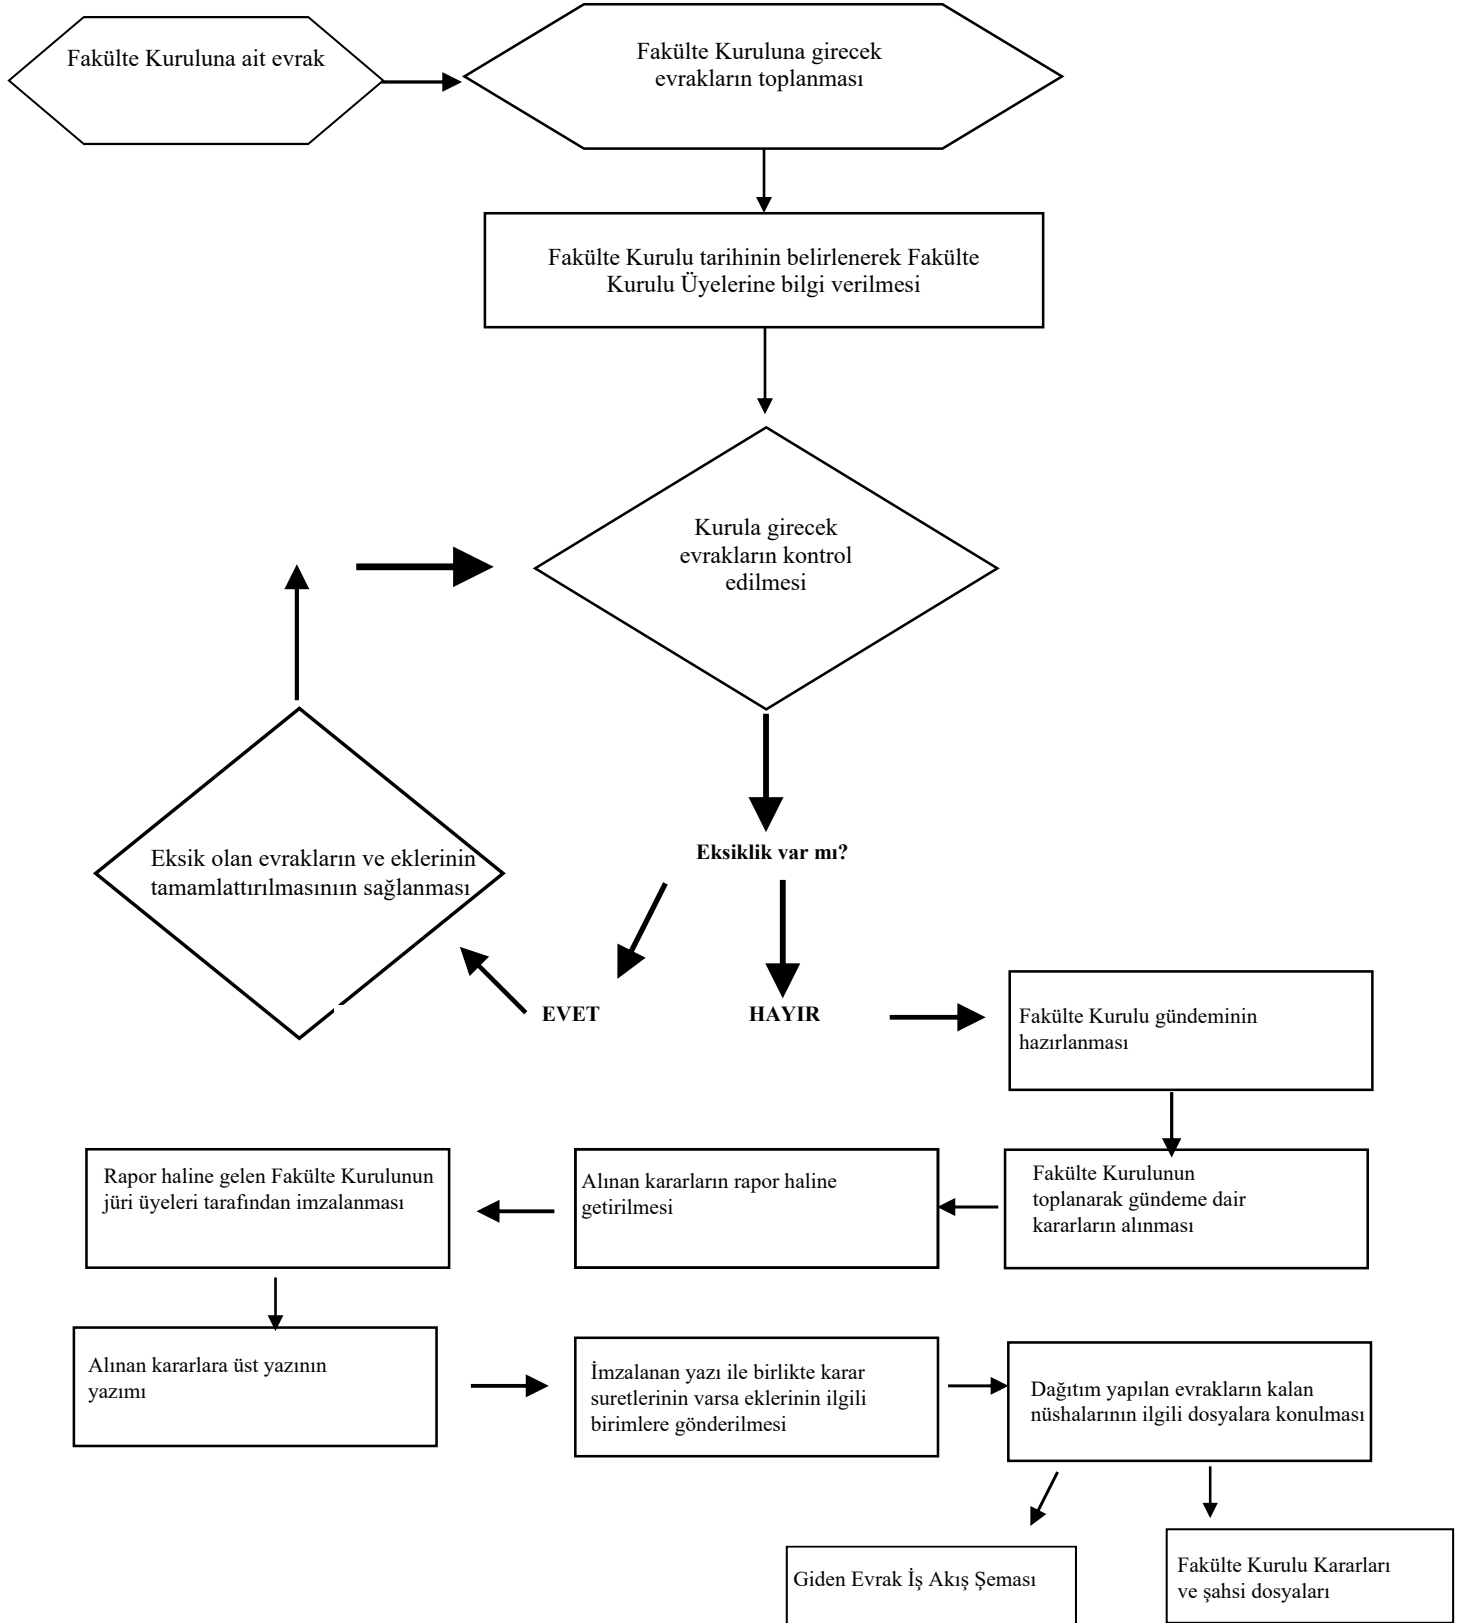 Fakülte Kuruluna ait evrak
Fakülte Kuruluna girecek
evrakların toplanması
Fakülte Kurulu tarihinin belirlenerek Fakülte
Kurulu Üyelerine bilgi verilmesi
Kurula girecek
evrakların kontrol
edilmesi
Eksik olan evrakların ve eklerinin
tamamlattırılmasınıın sağlanması
Eksiklik var mı?
EVET
HAYIR
Fakülte Kurulu gündeminin
hazırlanması
Fakülte Kurulunun
toplanarak gündeme dair
kararların alınması
Alınan kararların rapor haline
getirilmesi
Rapor haline gelen Fakülte Kurulunun
jüri üyeleri tarafından imzalanması
Alınan kararlara üst yazının
yazımı
İmzalanan yazı ile birlikte karar
suretlerinin varsa eklerinin ilgili
birimlere gönderilmesi
Dağıtım yapılan evrakların kalan
nüshalarının ilgili dosyalara konulması
Giden Evrak İş Akış Şeması
Fakülte Kurulu Kararları
ve şahsi dosyaları